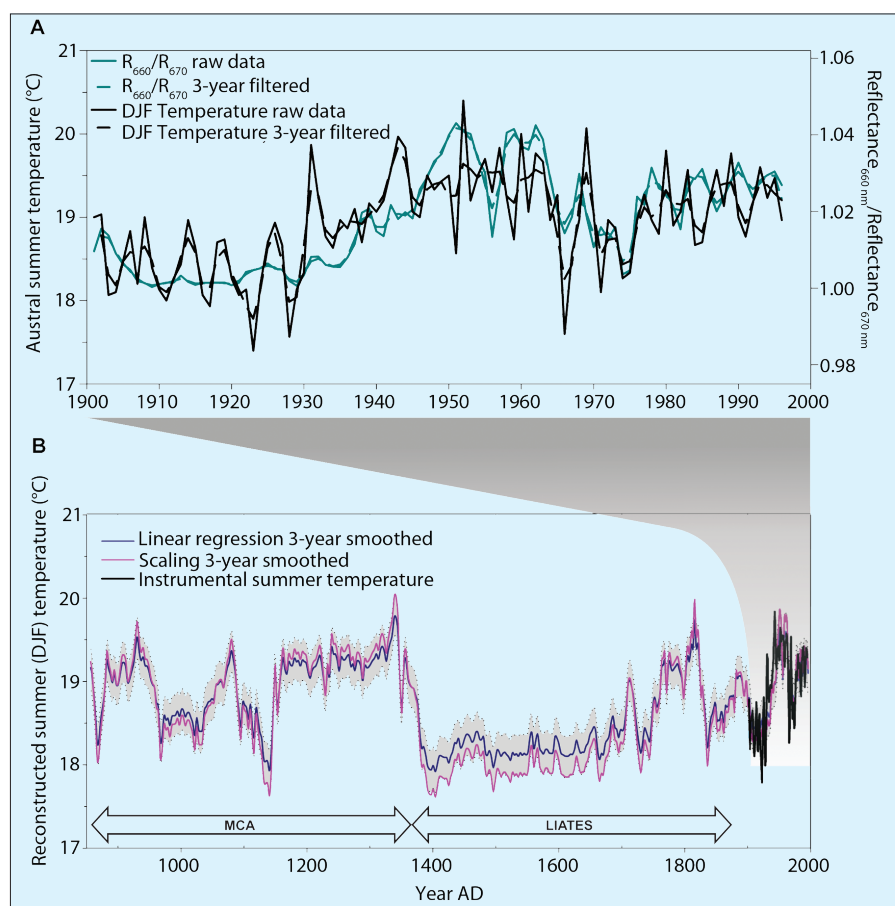 A
21
20
19
18
17
Austral summer temperature (°C)
R660/R670 raw data
R660/R670 3-year filtered
DJF Temperature raw data
DJF Temperature 3-year filtered
1.06
1.04
1.02
1.00
0.98
Reflectance660 nm/Reflectance670 nm
1900 1910 1920 1930 1940 1950 1960 1970 1980 1990 2000
B
21
20
19
18
17
Reconstructed summer (DJF) temperature (°C)
Linear regression 3-year smoothed
Scaling 3-year smoothed
Instrumental summer temperature
MCA
LIATES
1000 1200 1400 1600 1800 2000
Year AD